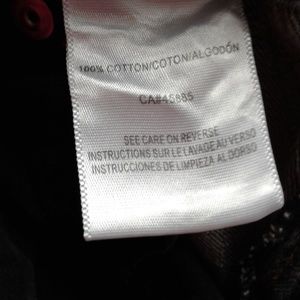 100% COTTON/COTON/ALGODÓN
CA#45885
SEE CARE ON REVERSE
INSTRUCTIONS SUR LE LAVAGE AU VERSO
INSTRUCCIONES DE LIMPIEZA AL DORSO